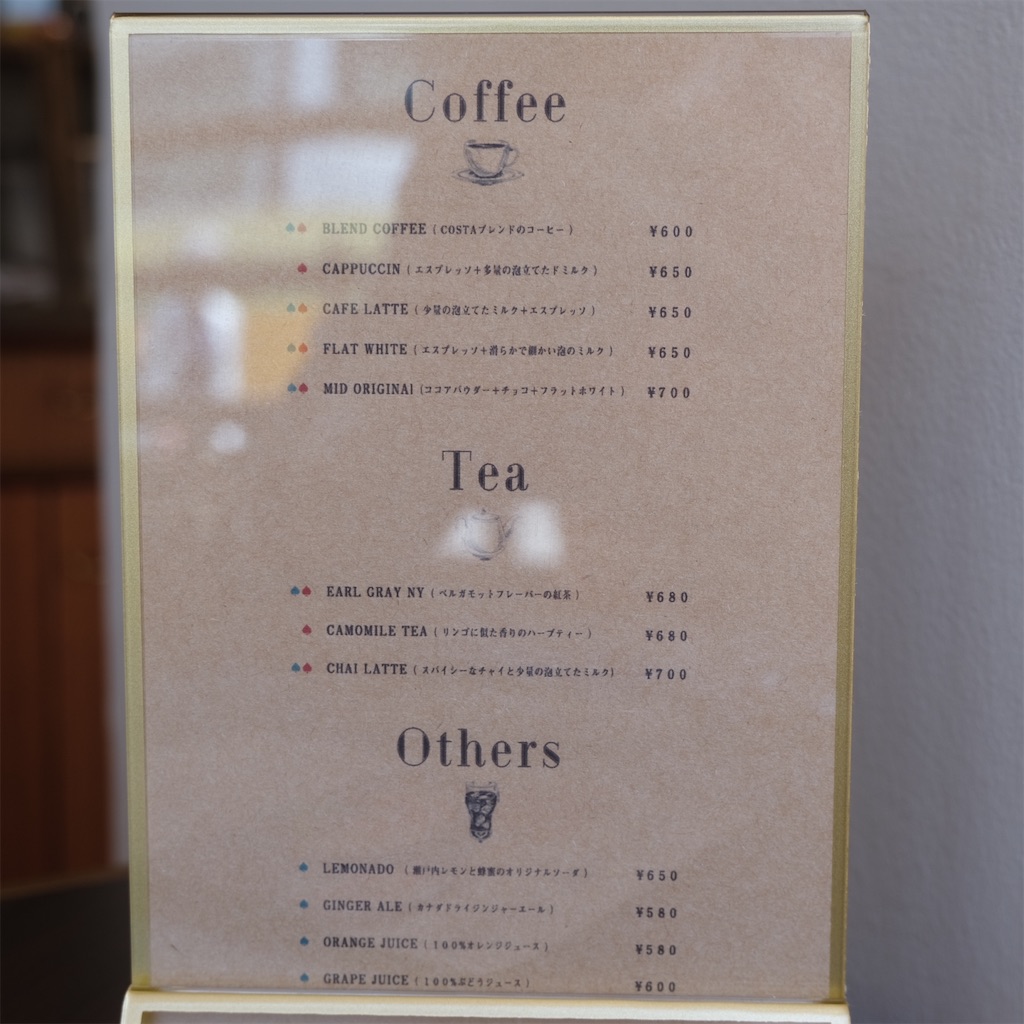 Coffee
BLEND COFFEE ( COSTAブレンドのコーヒー ) ¥600
CAPPUCCIN ( エスプレッソ+多量の泡立てたドミルク ) ¥650
CAFE LATTE ( 少量の泡立てたミルク+エスプレッソ ) ¥650
FLAT WHITE ( エスプレッソ+滑らかで細かい泡のミルク ) ¥650
MID ORIGINAl (ココアパウダー+チョコ+フラットホワイト ) ¥700
Tea
EARL GRAY NY ( ベルガモットフレーバーの紅茶 ) ¥680
CAMOMILE TEA ( リンゴに似た香りのハーブティー ) ¥680
CHAI LATTE ( スパイシーなチャイと少量の泡立てたミルク) ¥700
Others
LEMONADO ( 瀬戸内レモンと蜂蜜のオリジナルソーダ ) ¥650
GINGER ALE ( カナダドライジンジャーエール ) ¥580
ORANGE JUICE ( 100%オレンジジュース ) ¥580
GRAPE JUICE ( 100%ぶどうジュース ) ¥600